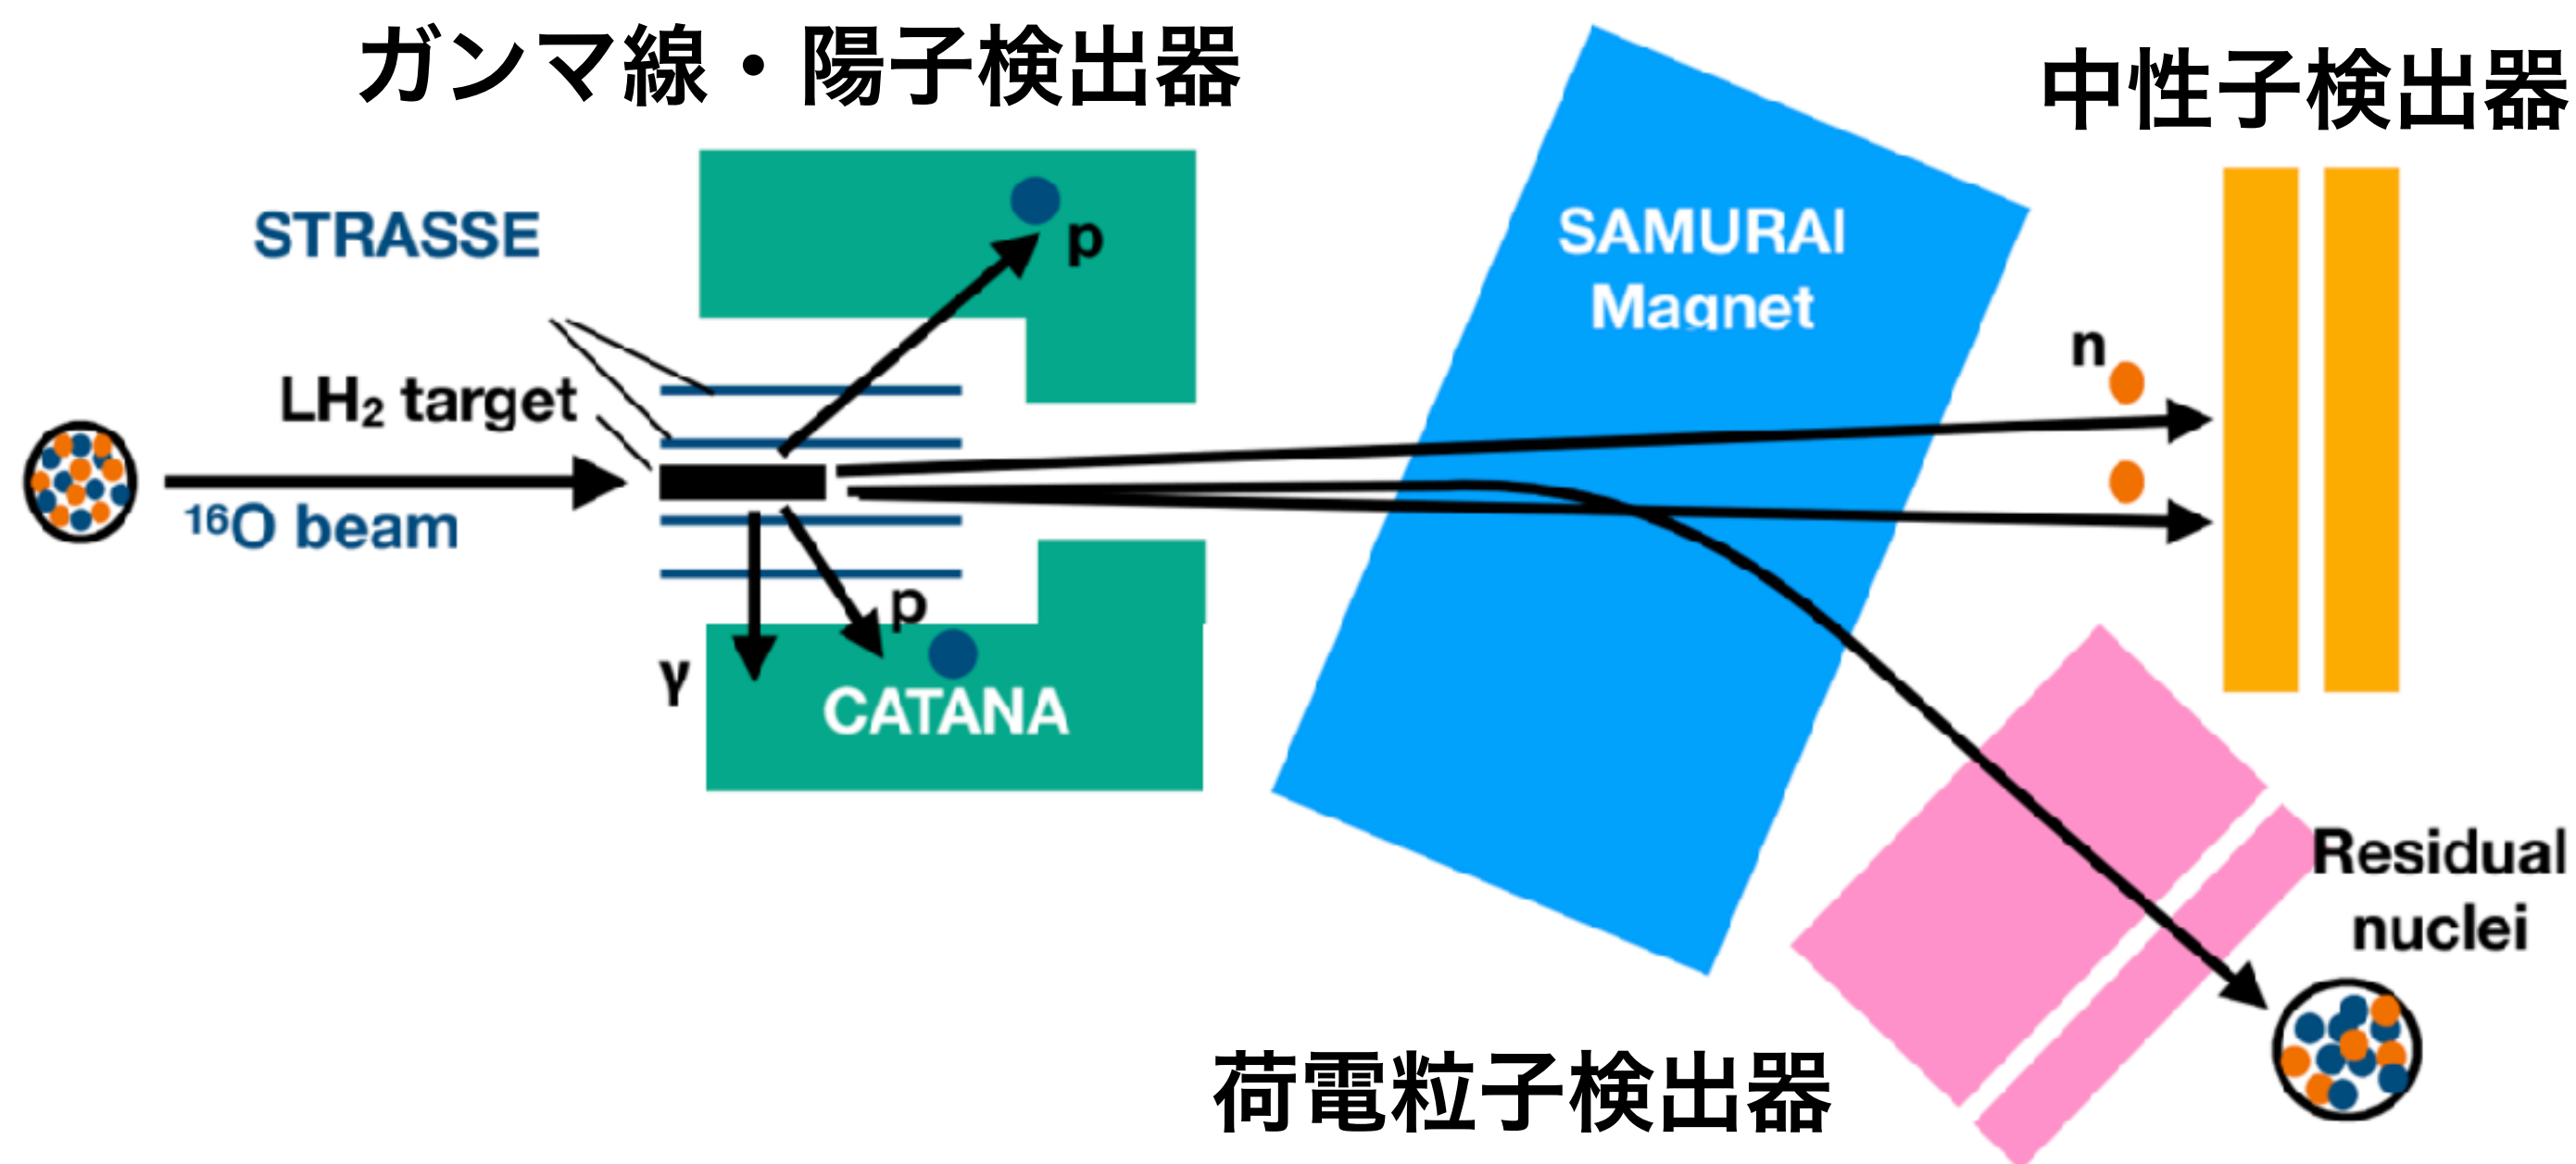 ガンマ線・陽子検出器
中性子検出器
STRASSE
p
SAMURAI
Magnet
n
LH₂ target
¹⁶O beam
p
γ
CATANA
Residual
nuclei
荷電粒子検出器